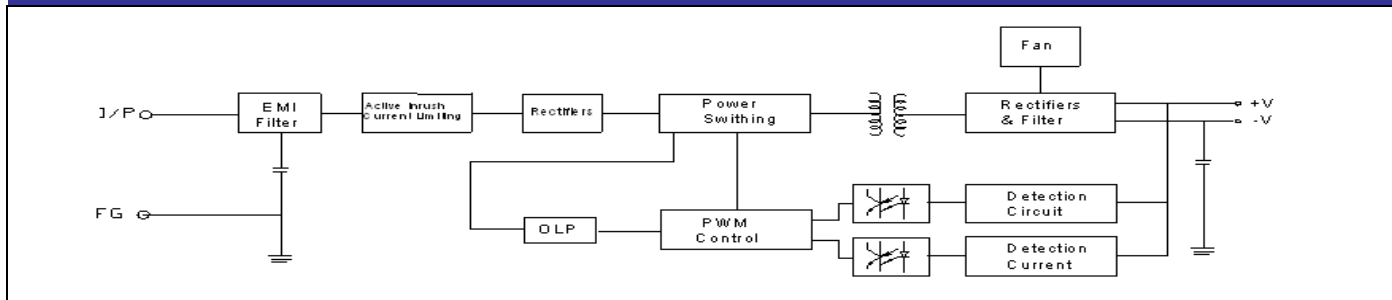 Fan
I/P
EMI
Filter
Active Inrush
Current Limiting
Rectifiers
Power
Swithing
Rectifiers
& Filter
+V
-V
FG
OLP
PWM
Control
Detection
Circuit
Detection
Current